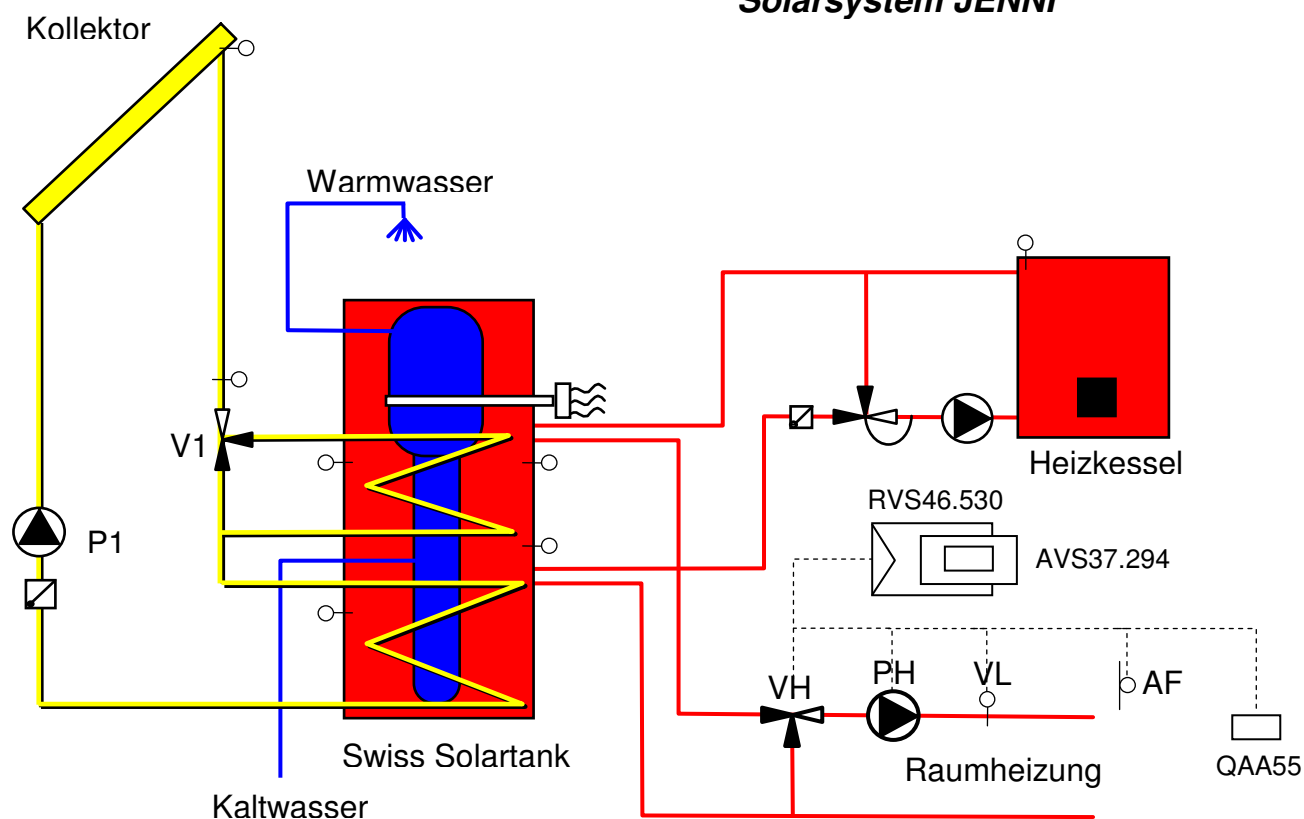 Solarsystem JENNI
Kollektor
Warmwasser
V1
Heizkessel
RVS46.530
P1
AVS37.294
VH
PH
VL
AF
Swiss Solartank
Raumheizung
QAA55
Kaltwasser